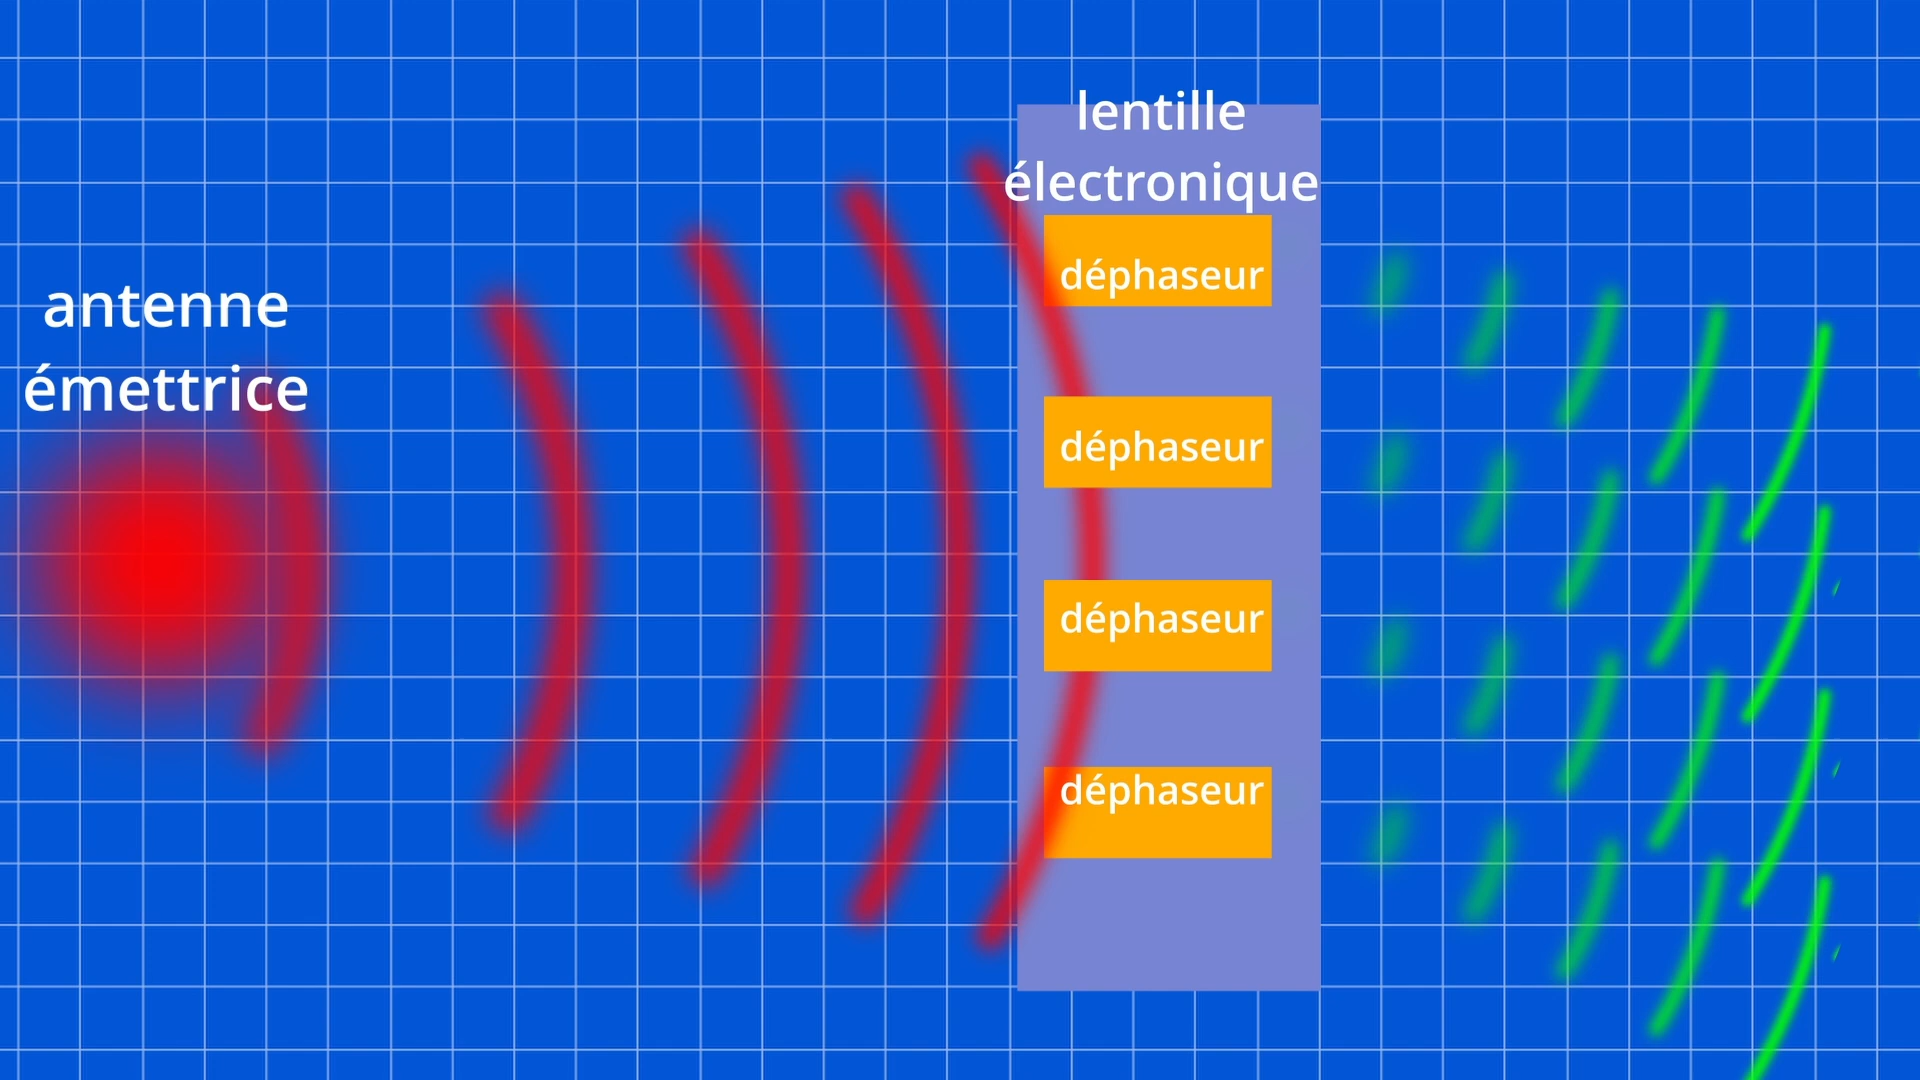 antenne
émettrice
lentille
électronique
déphaseur
déphaseur
déphaseur
déphaseur